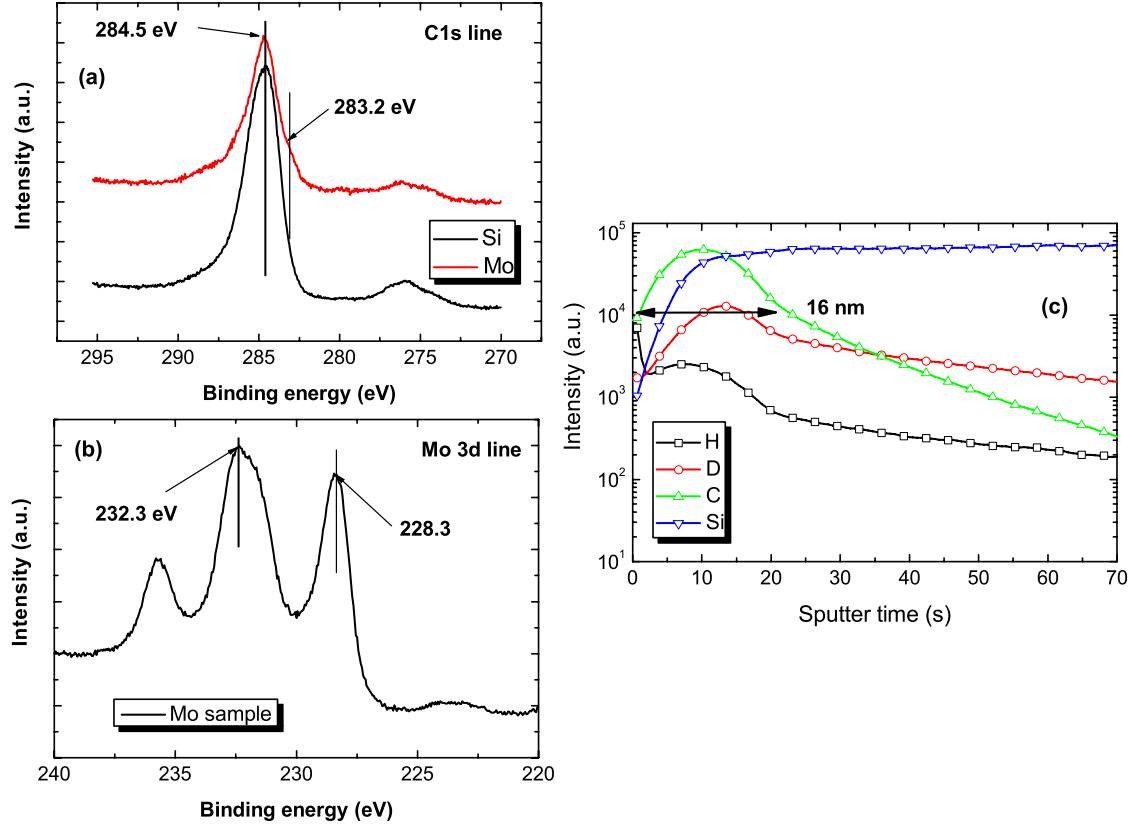 284.5 eV
C1s line
(a)
283.2 eV
Intensity (a.u.)
Si
Mo
295 290 285 280 275 270
Binding energy (eV)
(b)
Mo 3d line
232.3 eV
228.3
Intensity (a.u.)
Mo sample
240 235 230 225 220
Binding energy (eV)
10^5
10^4
10^3
10^2
10^1
16 nm
(c)
Intensity (a.u.)
H
D
C
Si
0 10 20 30 40 50 60 70
Sputter time (s)